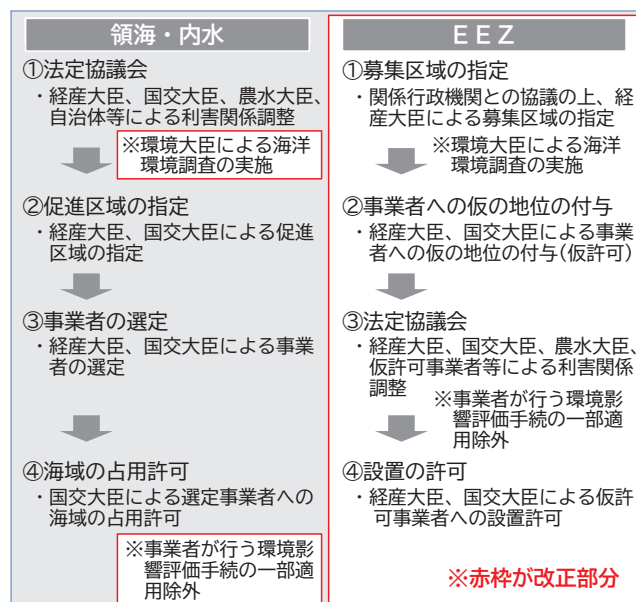 領海・内水
①法定協議会
・経産大臣、国交大臣、農水大臣、
自治体等による利害関係調整
※環境大臣による海洋
環境調査の実施
②促進区域の指定
・経産大臣、国交大臣による促進
区域の指定
③事業者の選定
・経産大臣、国交大臣による事業
者の選定
④海域の占用許可
・国交大臣による選定事業者への
海域の占用許可
※事業者が行う環境影
響評価手続の一部適
用除外
ＥＥＺ
①募集区域の指定
・関係行政機関との協議の上、経
産大臣による募集区域の指定
※環境大臣による海洋
環境調査の実施
②事業者への仮の地位の付与
・経産大臣、国交大臣による事業
者への仮の地位の付与(仮許可)
③法定協議会
・経産大臣、国交大臣、農水大臣、
仮許可事業者等による利害関係
調整
※事業者が行う環境影
響評価手続の一部適
用除外
④設置の許可
・経産大臣、国交大臣による仮許
可事業者への設置許可
※赤枠が改正部分